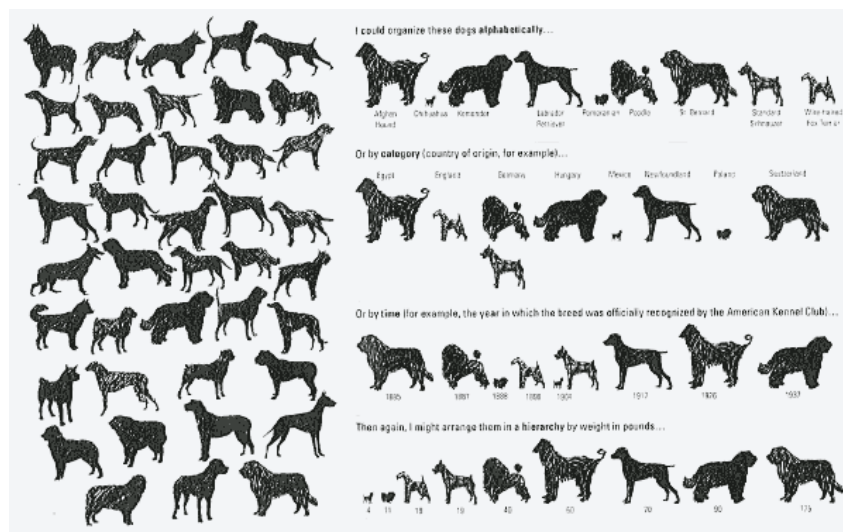 I could organize these dogs alphabetically...
Afghan Hound
Chihuahua
Komondor
Labrador Retriever
Pomeranian
Poodle
St. Bernard
Standard Schnauzer
Wire-haired Fox Terrier
Or by category (country of origin, for example)...
Egypt England Germany Hungary Mexico Newfoundland Poland Switzerland
Or by time (for example, the year in which the breed was officially recognized by the American Kennel Club)...
1885 1887 1888 1904 1917 1926 1937
Then again, I might arrange them in a hierarchy by weight in pounds...
4 11 18 40 60 70 90 175